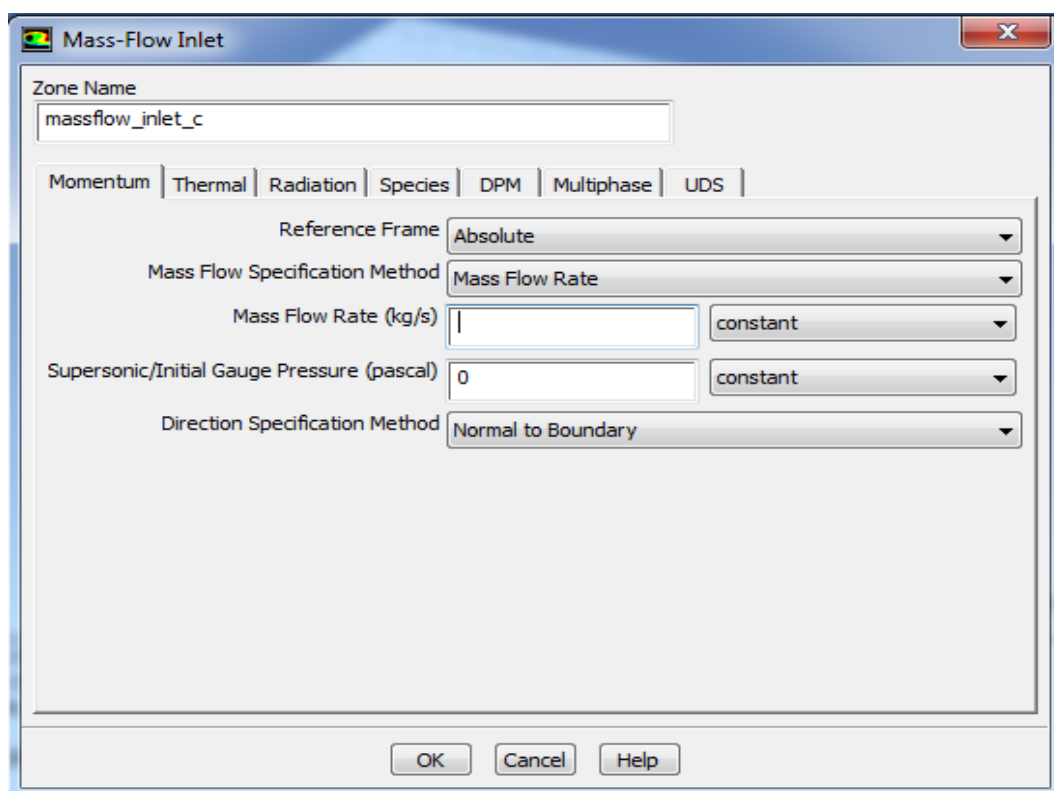 Mass-Flow Inlet
Zone Name
massflow_inlet_c
Momentum Thermal Radiation Species DPM Multiphase UDS
Reference Frame Absolute
Mass Flow Specification Method Mass Flow Rate
Mass Flow Rate (kg/s) constant
Supersonic/Initial Gauge Pressure (pascal) 0 constant
Direction Specification Method Normal to Boundary
OK Cancel Help